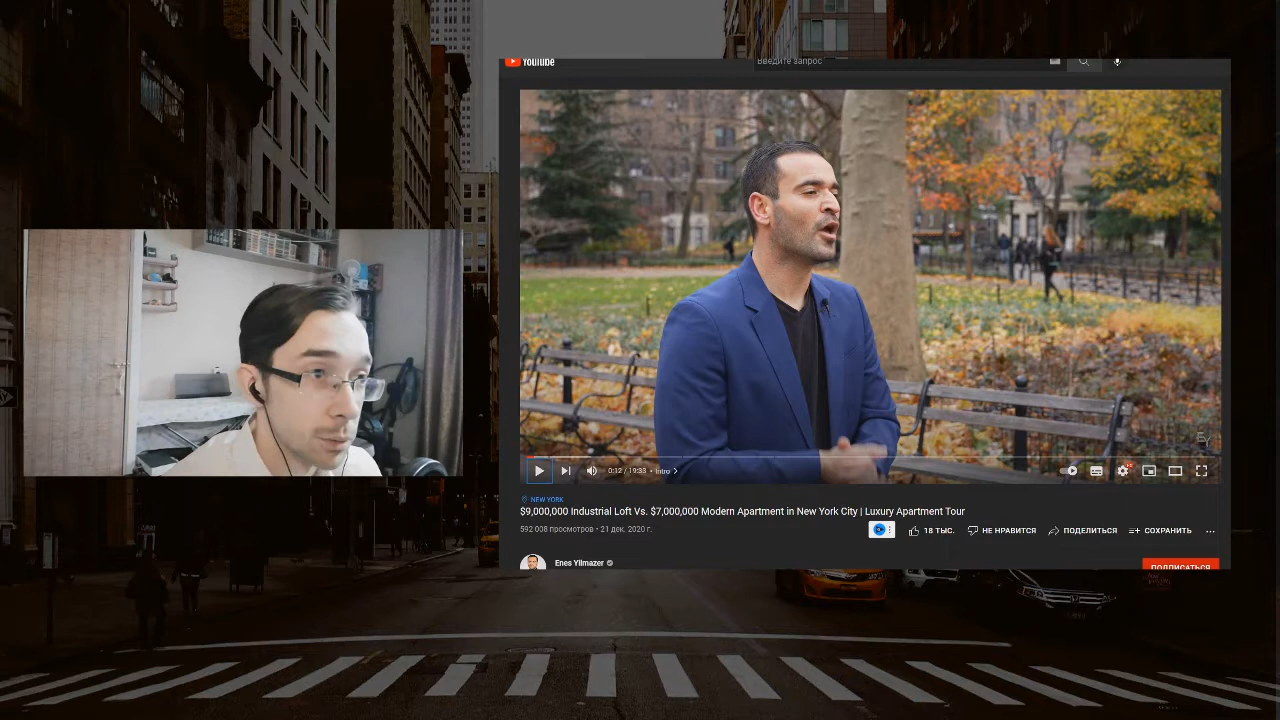 YouTube
Введите запрос
0:12 / 19:33 • Intro
NEW YORK
$9,000,000 Industrial Loft Vs. $7,000,000 Modern Apartment in New York City | Luxury Apartment Tour
592 008 просмотров • 21 дек. 2020 г.
18 ТЫС.
НЕ НРАВИТСЯ
ПОДЕЛИТЬСЯ
СОХРАНИТЬ
Enes Yilmazer
ПОДПИСАТЬСЯ